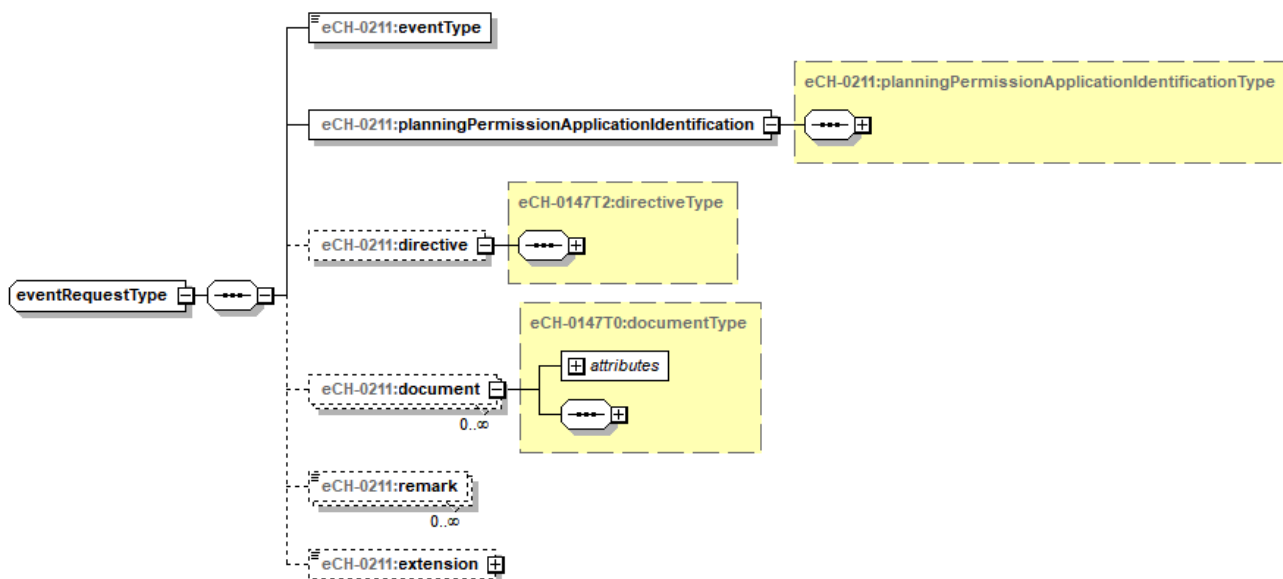 eCH-0211:eventType
eCH-0211:planningPermissionApplicationIdentificationType
eCH-0211:planningPermissionApplicationIdentification
eCH-0147T2:directiveType
eCH-0211:directive
eventRequestType
eCH-0147T0:documentType
attributes
eCH-0211:document
0..∞
eCH-0211:remark
0..∞
eCH-0211:extension